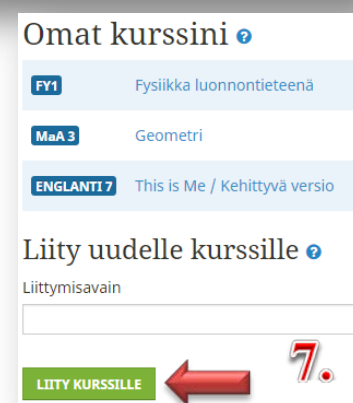 Omat kurssini ?
FY1 Fysiikka luonnontieteenä
MaA 3 Geometri
ENGLANTI 7 This is Me / Kehittyvä versio
Liity uudelle kurssille ?
Liittymisavain
LIITY KURSSILLE 7.